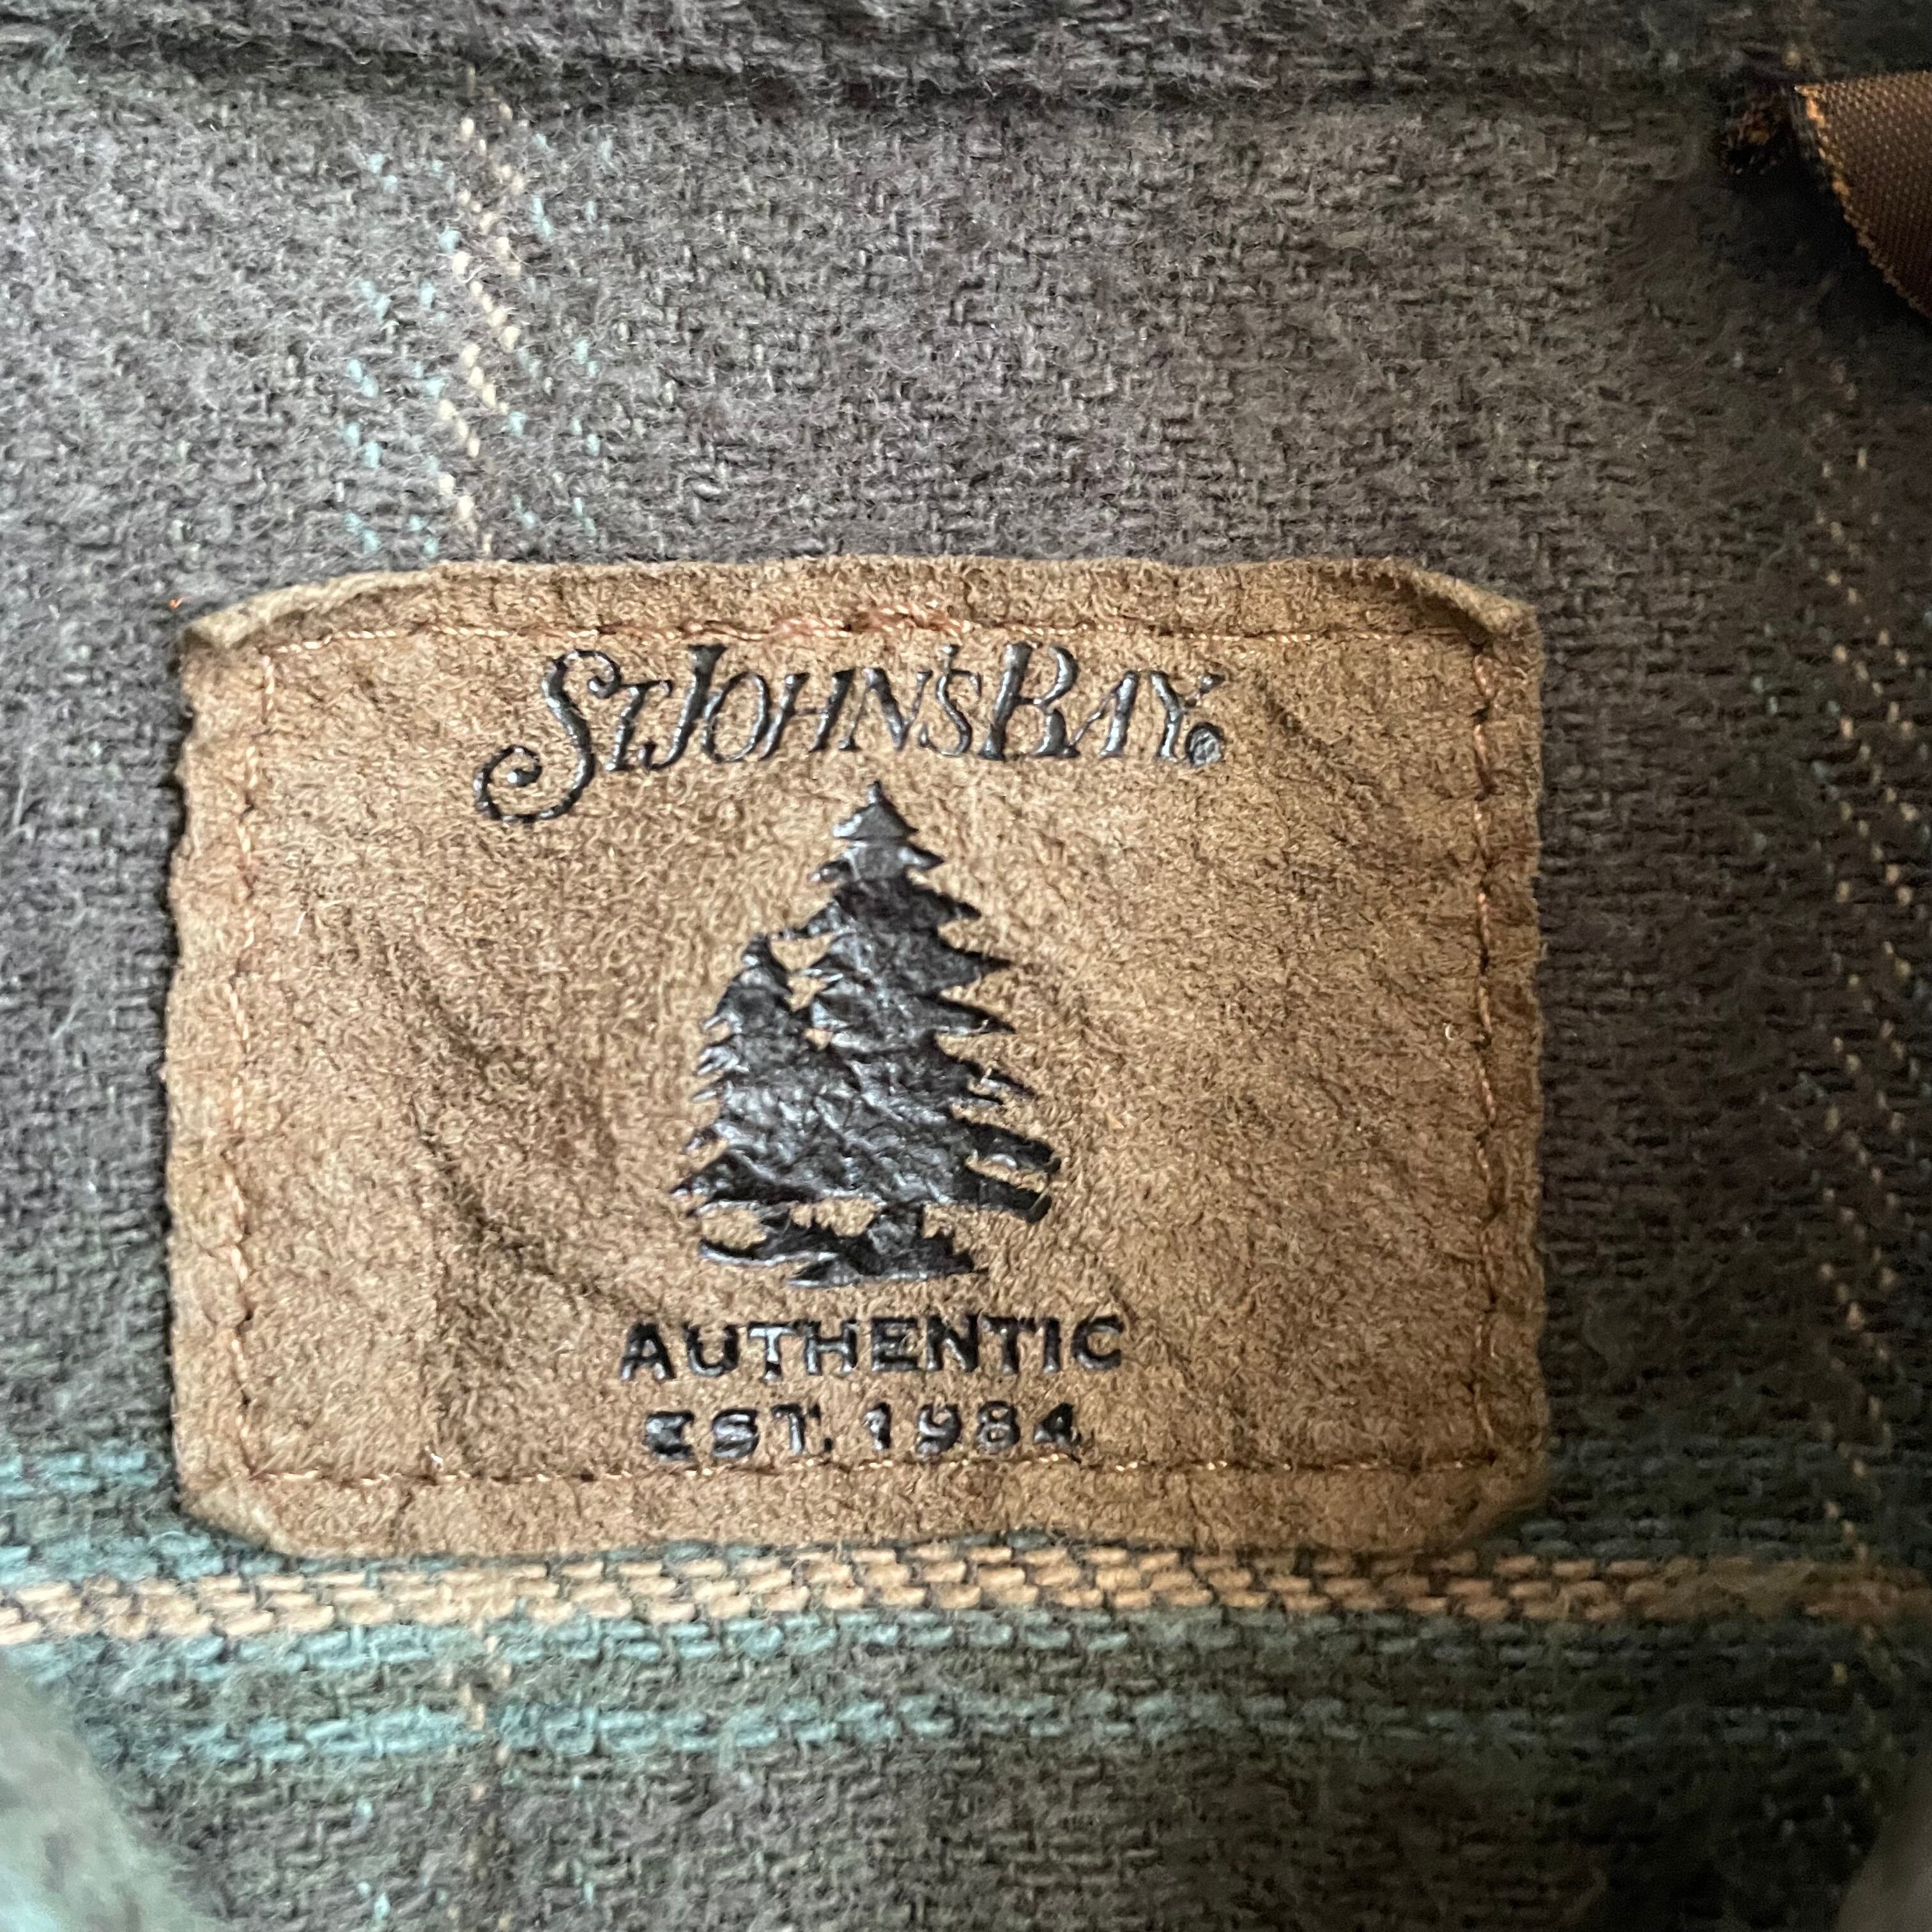 ST. JOHN'S BAY®
AUTHENTIC
EST. 1984